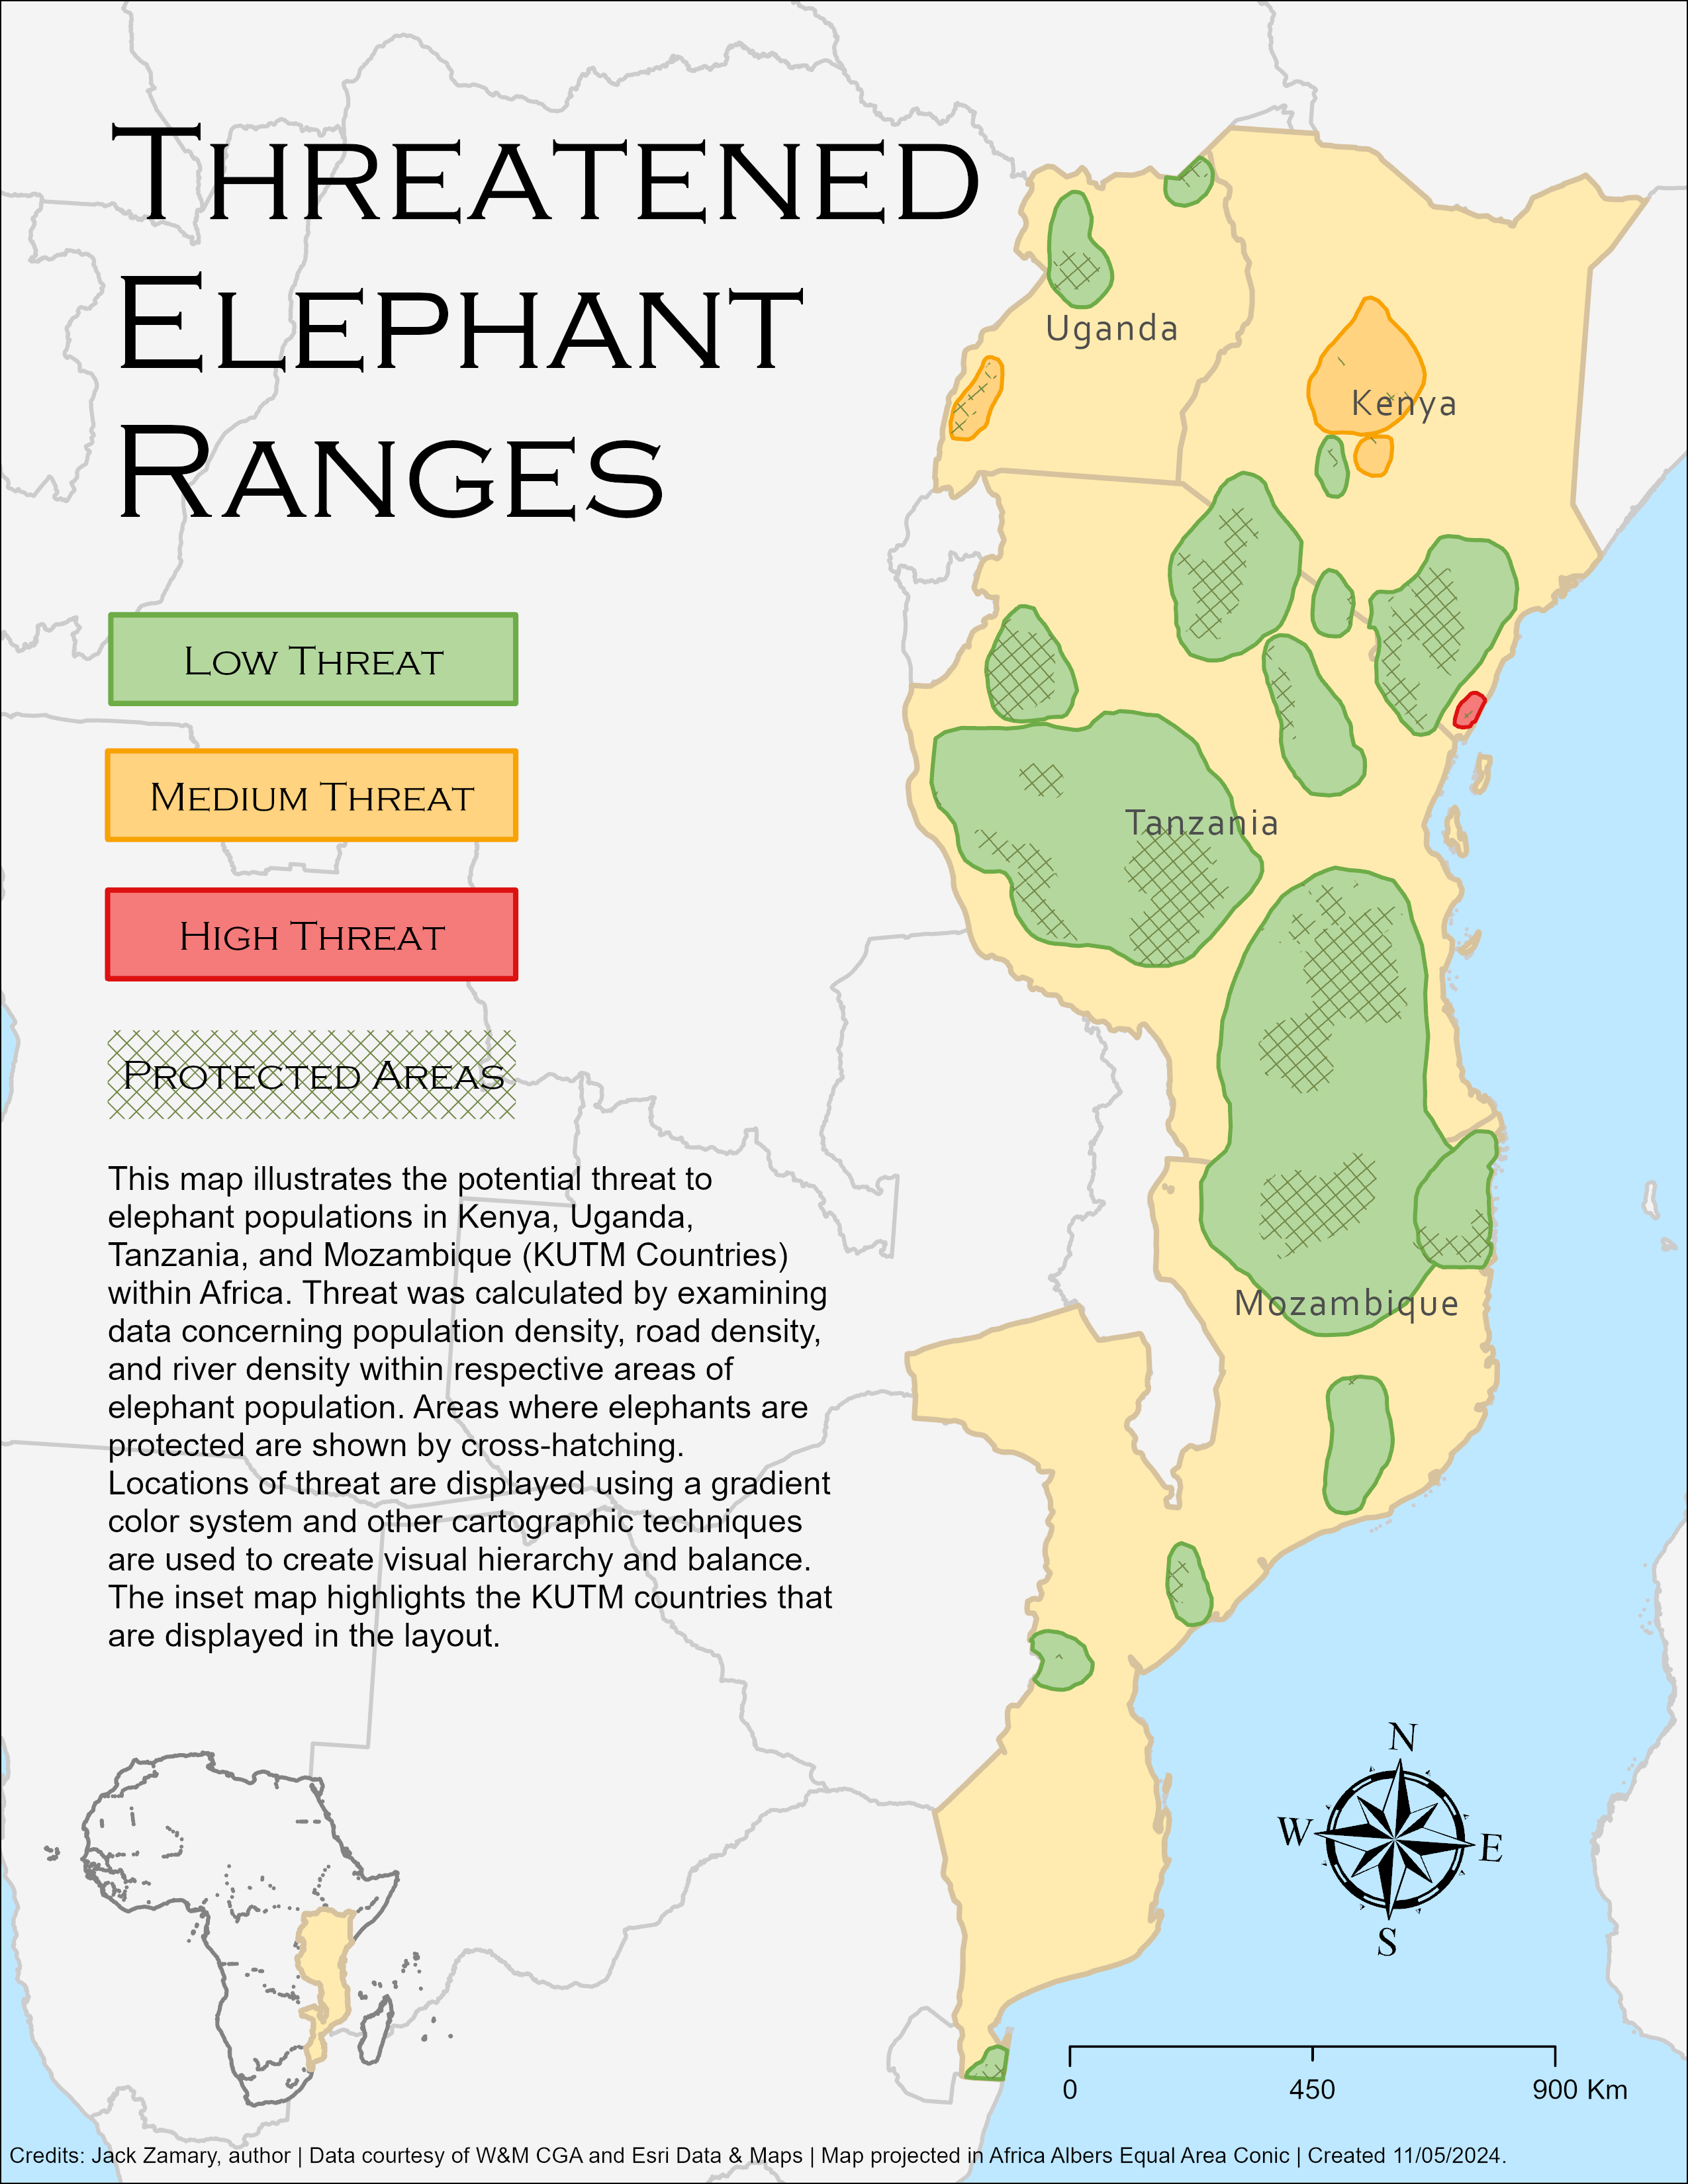 THREATENED
ELEPHANT
RANGES
LOW THREAT
MEDIUM THREAT
HIGH THREAT
PROTECTED AREAS
This map illustrates the potential threat to
elephant populations in Kenya, Uganda,
Tanzania, and Mozambique (KUTM Countries)
within Africa. Threat was calculated by examining
data concerning population density, road density,
and river density within respective areas of
elephant population. Areas where elephants are
protected are shown by cross-hatching.
Locations of threat are displayed using a gradient
color system and other cartographic techniques
are used to create visual hierarchy and balance.
The inset map highlights the KUTM countries that
are displayed in the layout.
Uganda
Kenya
Tanzania
Mozambique
N
W
E
S
0 450 900 Km
Credits: Jack Zamary, author | Data courtesy of W&M CGA and Esri Data & Maps | Map projected in Africa Albers Equal Area Conic | Created 11/05/2024.